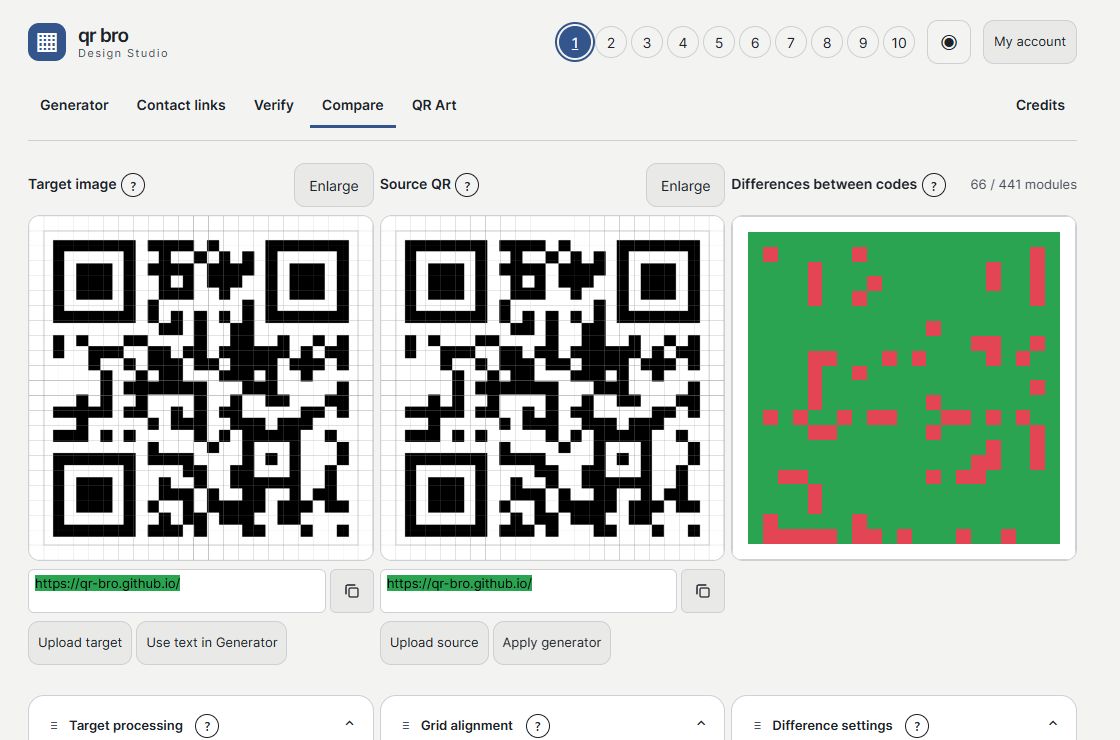 qr bro
Design Studio
1 2 3 4 5 6 7 8 9 10
My account
Generator Contact links Verify Compare QR Art Credits
Target image ? Enlarge Source QR ? Enlarge Differences between codes ? 66 / 441 modules
https://qr-bro.github.io/ https://qr-bro.github.io/
Upload target Use text in Generator Upload source Apply generator
Target processing ? Grid alignment ? Difference settings ?